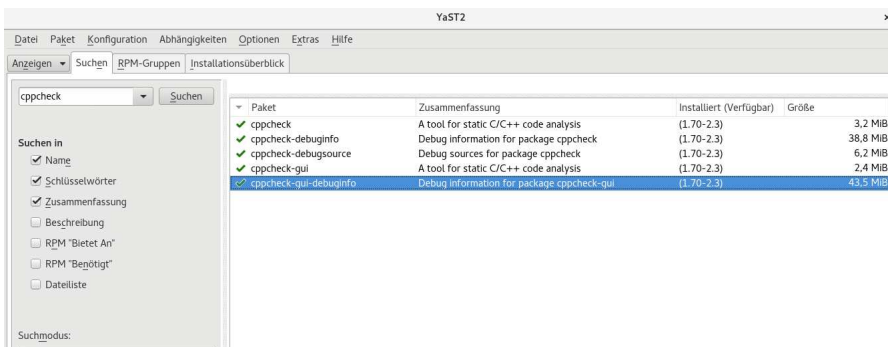 YaST2
Datei Paket Konfiguration Abhängigkeiten Optionen Extras Hilfe
Anzeigen Suchen RPM-Gruppen Installationsüberblick
cppcheck Suchen
Suchen in
Name
Schlüsselwörter
Zusammenfassung
Beschreibung
RPM "Bietet An"
RPM "Benötigt"
Dateiliste
Suchmodus:
Paket Zusammenfassung Installiert (Verfügbar) Größe
cppcheck A tool for static C/C++ code analysis (1.70-2.3) 3,2 MiB
cppcheck-debuginfo Debug information for package cppcheck (1.70-2.3) 38,8 MiB
cppcheck-debugsource Debug sources for package cppcheck (1.70-2.3) 6,2 MiB
cppcheck-gui A tool for static C/C++ code analysis (1.70-2.3) 2,4 MiB
cppcheck-gui-debuginfo Debug information for package cppcheck-gui (1.70-2.3) 43,5 MiB